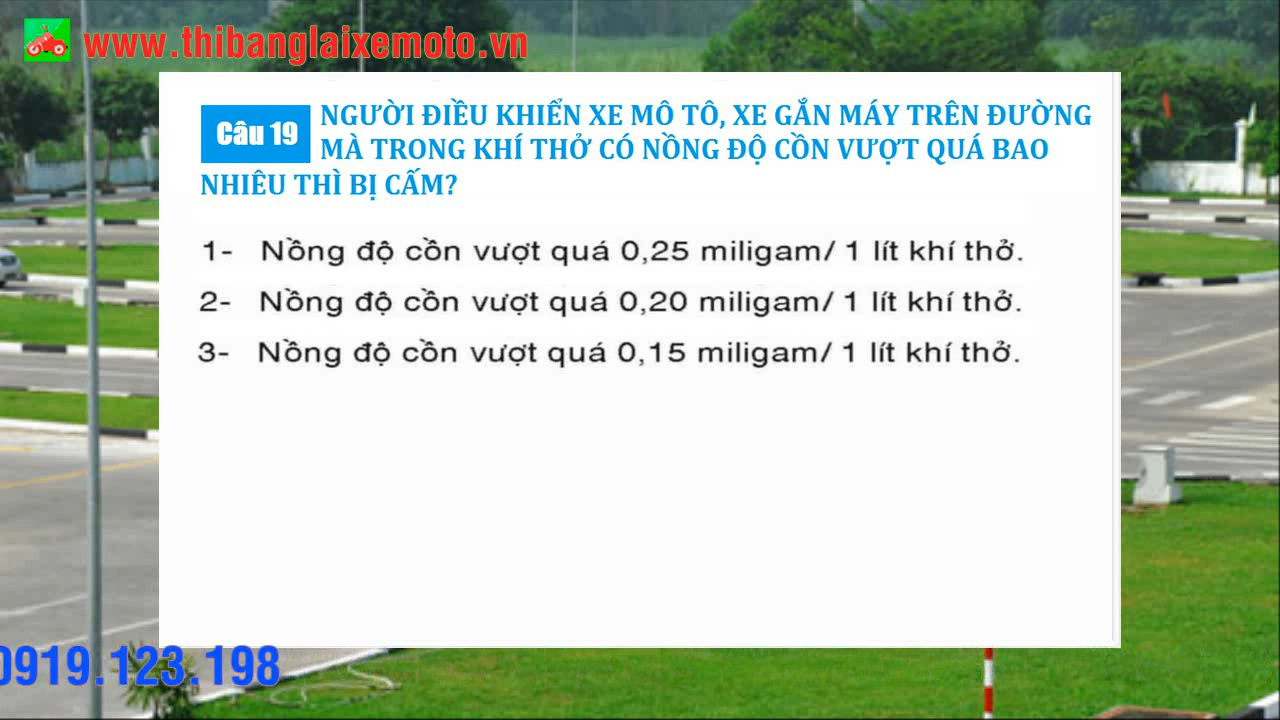 www.thibanglaixemoto.vn
Câu 19 NGƯỜI ĐIỀU KHIỂN XE MÔ TÔ, XE GẮN MÁY TRÊN ĐƯỜNG
MÀ TRONG KHÍ THỞ CÓ NỒNG ĐỘ CỒN VƯỢT QUÁ BAO
NHIÊU THÌ BỊ CẤM?
1- Nồng độ cồn vượt quá 0,25 miligam/ 1 lít khí thở.
2- Nồng độ cồn vượt quá 0,20 miligam/ 1 lít khí thở.
3- Nồng độ cồn vượt quá 0,15 miligam/ 1 lít khí thở.
0919.123.198